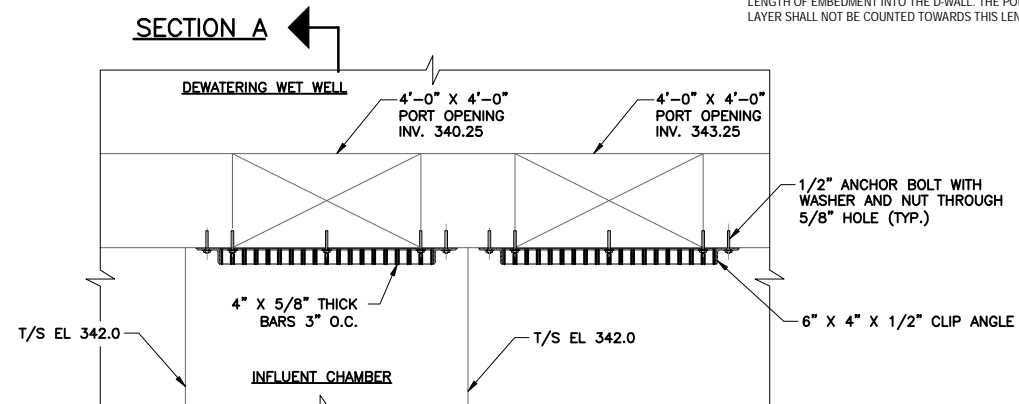 LENGTH OF EMBEDMENT INTO THE D-WALL. THE
LAYER SHALL NOT BE COUNTED TOWARDS THIS
SECTION A
DEWATERING WET WELL
4'-0" X 4'-0"
PORT OPENING
INV. 340.25
4'-0" X 4'-0"
PORT OPENING
INV. 343.25
1/2" ANCHOR BOLT WITH
WASHER AND NUT THROUGH
5/8" HOLE (TYP.)
4" X 5/8" THICK
BARS 3" O.C.
6" X 4" X 1/2" CLIP ANGLE
T/S EL 342.0
T/S EL 342.0
INFLUENT CHAMBER